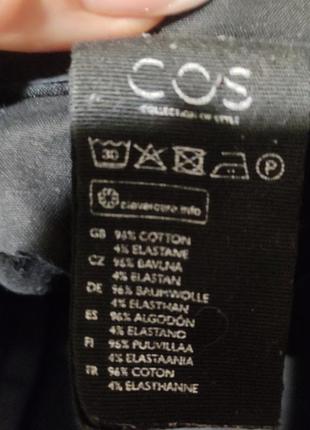 COS
COLLECTION OF STYLE
30 P
clevercare.info
GB 96% COTTON
4% ELASTANE
CZ 96% BAVLNA
4% ELASTAN
DE 96% BAUMWOLLE
4% ELASTHAN
ES 96% ALGODÓN
4% ELASTANO
FI 96% PUUVILLAA
4% ELASTAANIA
FR 96% COTON
4% ELASTHANNE